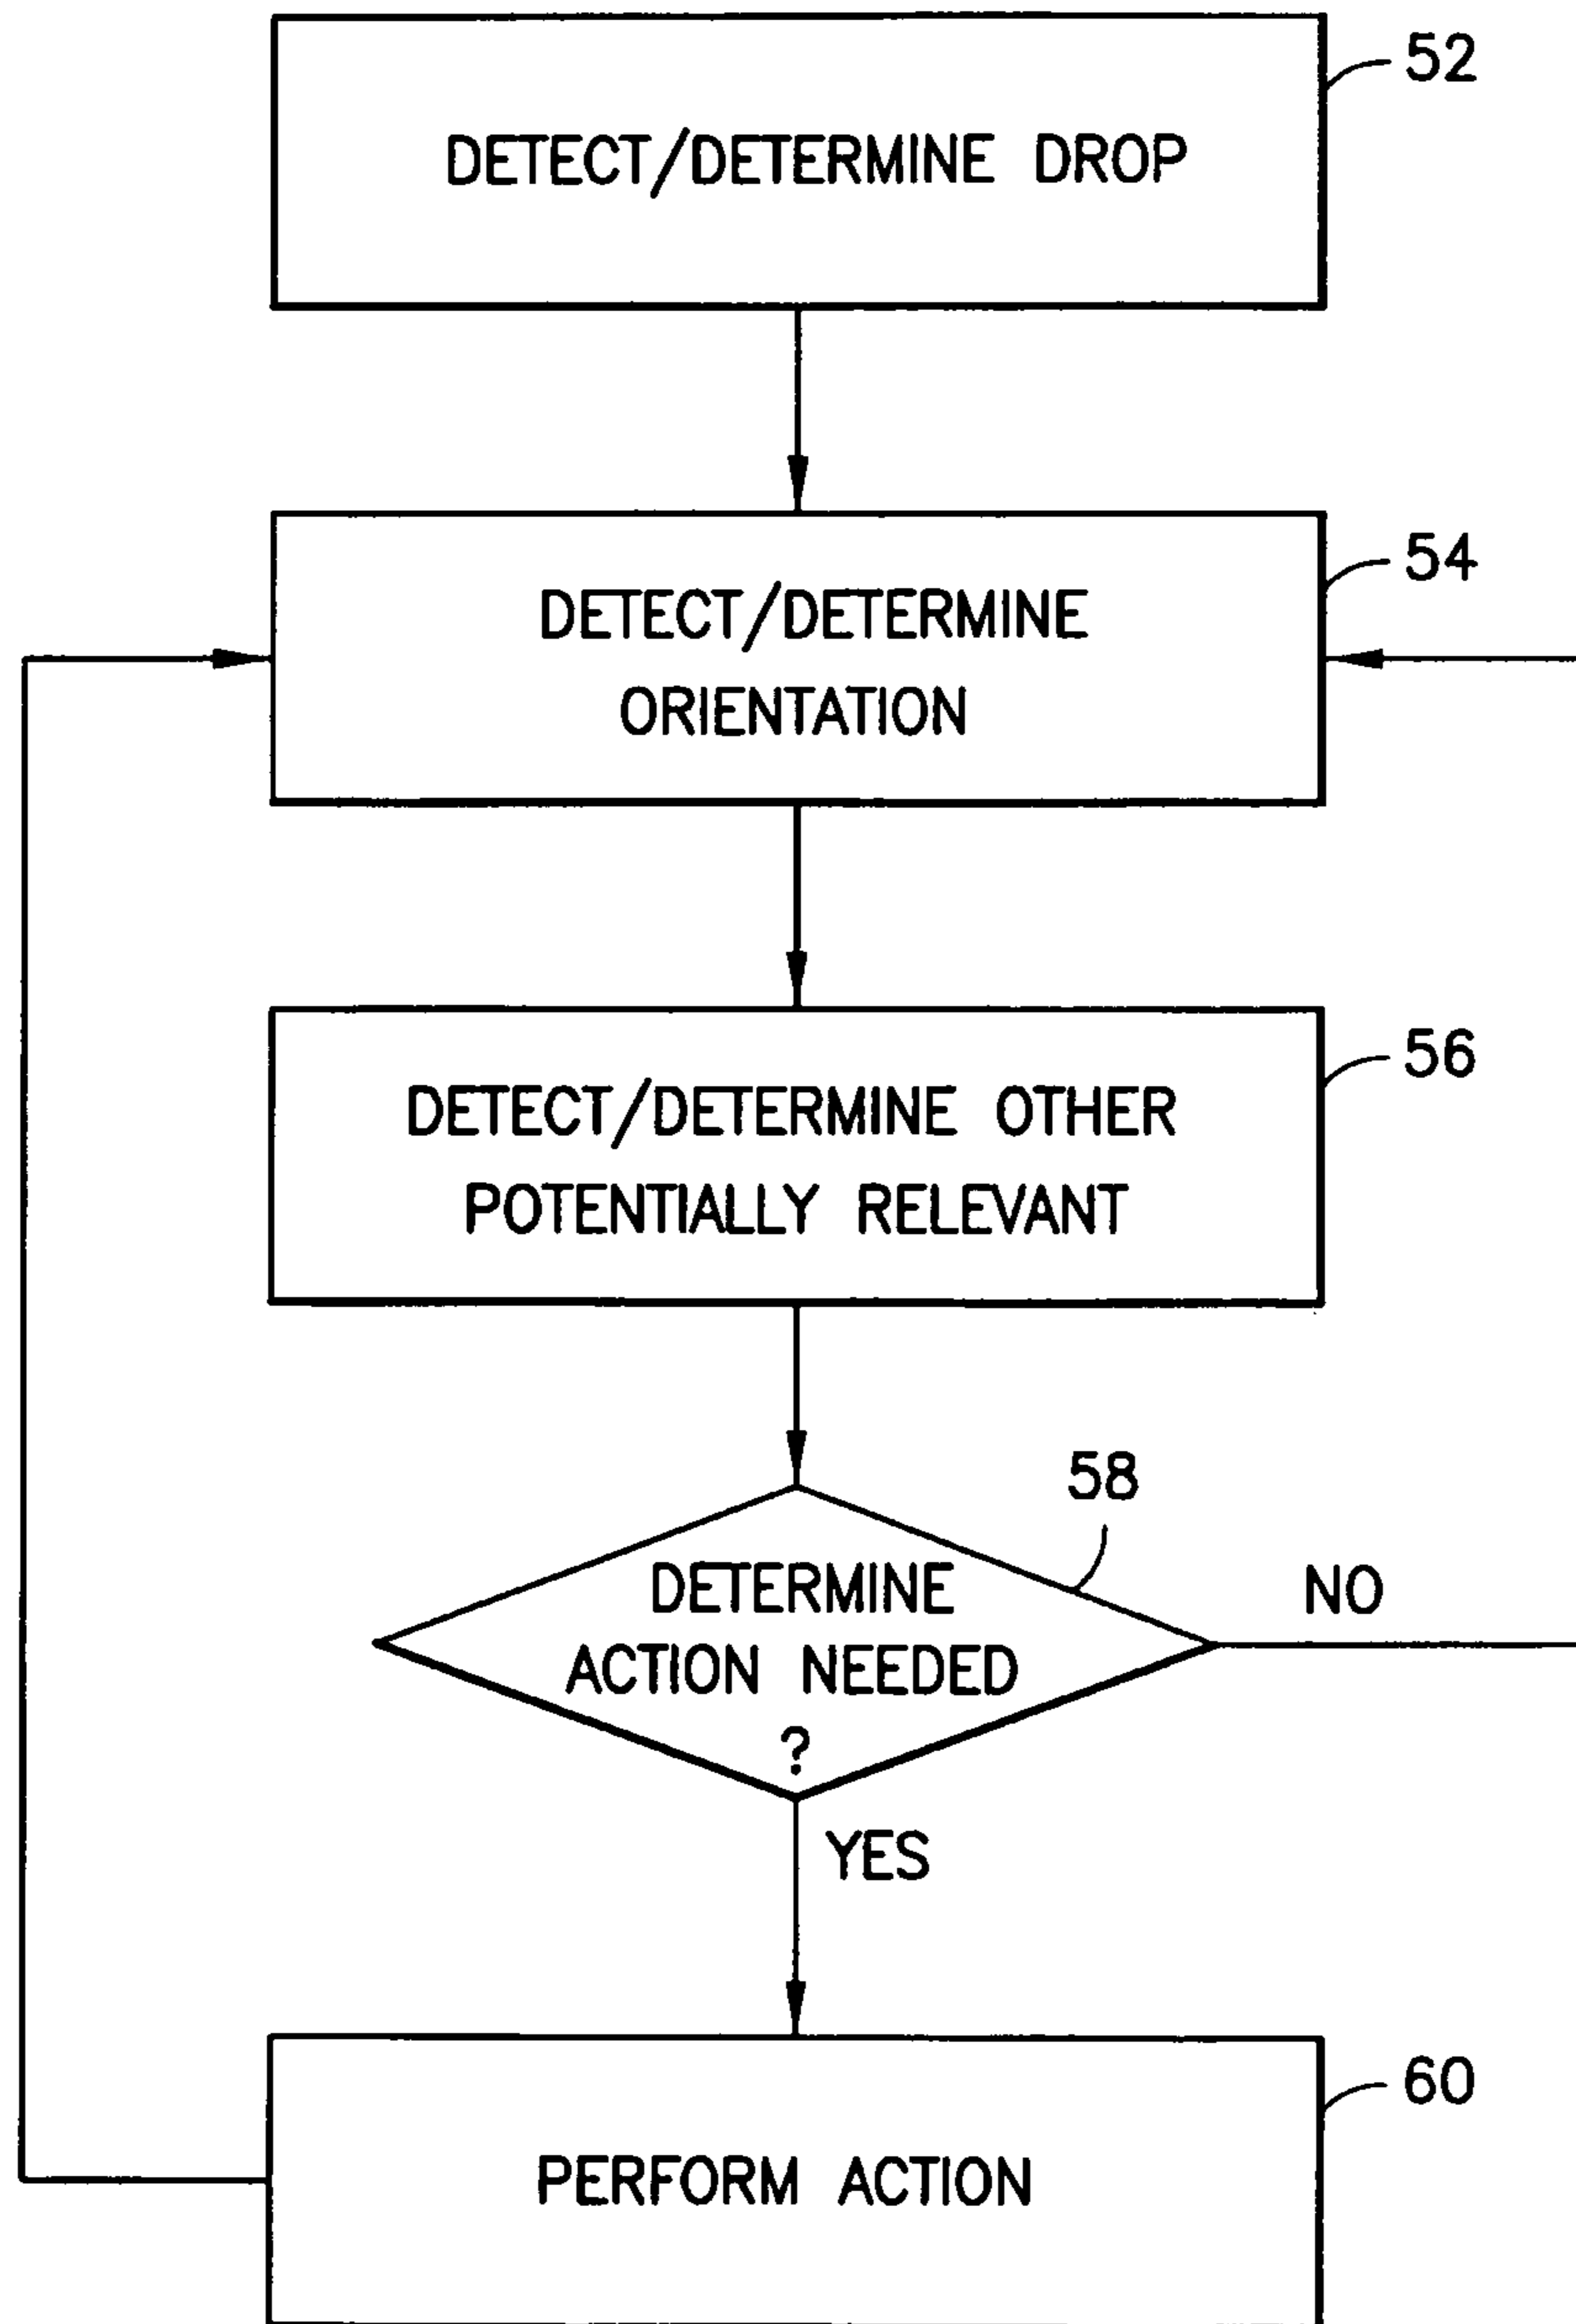 52
DETECT/DETERMINE DROP
54
DETECT/DETERMINE
ORIENTATION
56
DETECT/DETERMINE OTHER
POTENTIALLY RELEVANT
58
DETERMINE
ACTION NEEDED
?
NO
YES
60
PERFORM ACTION